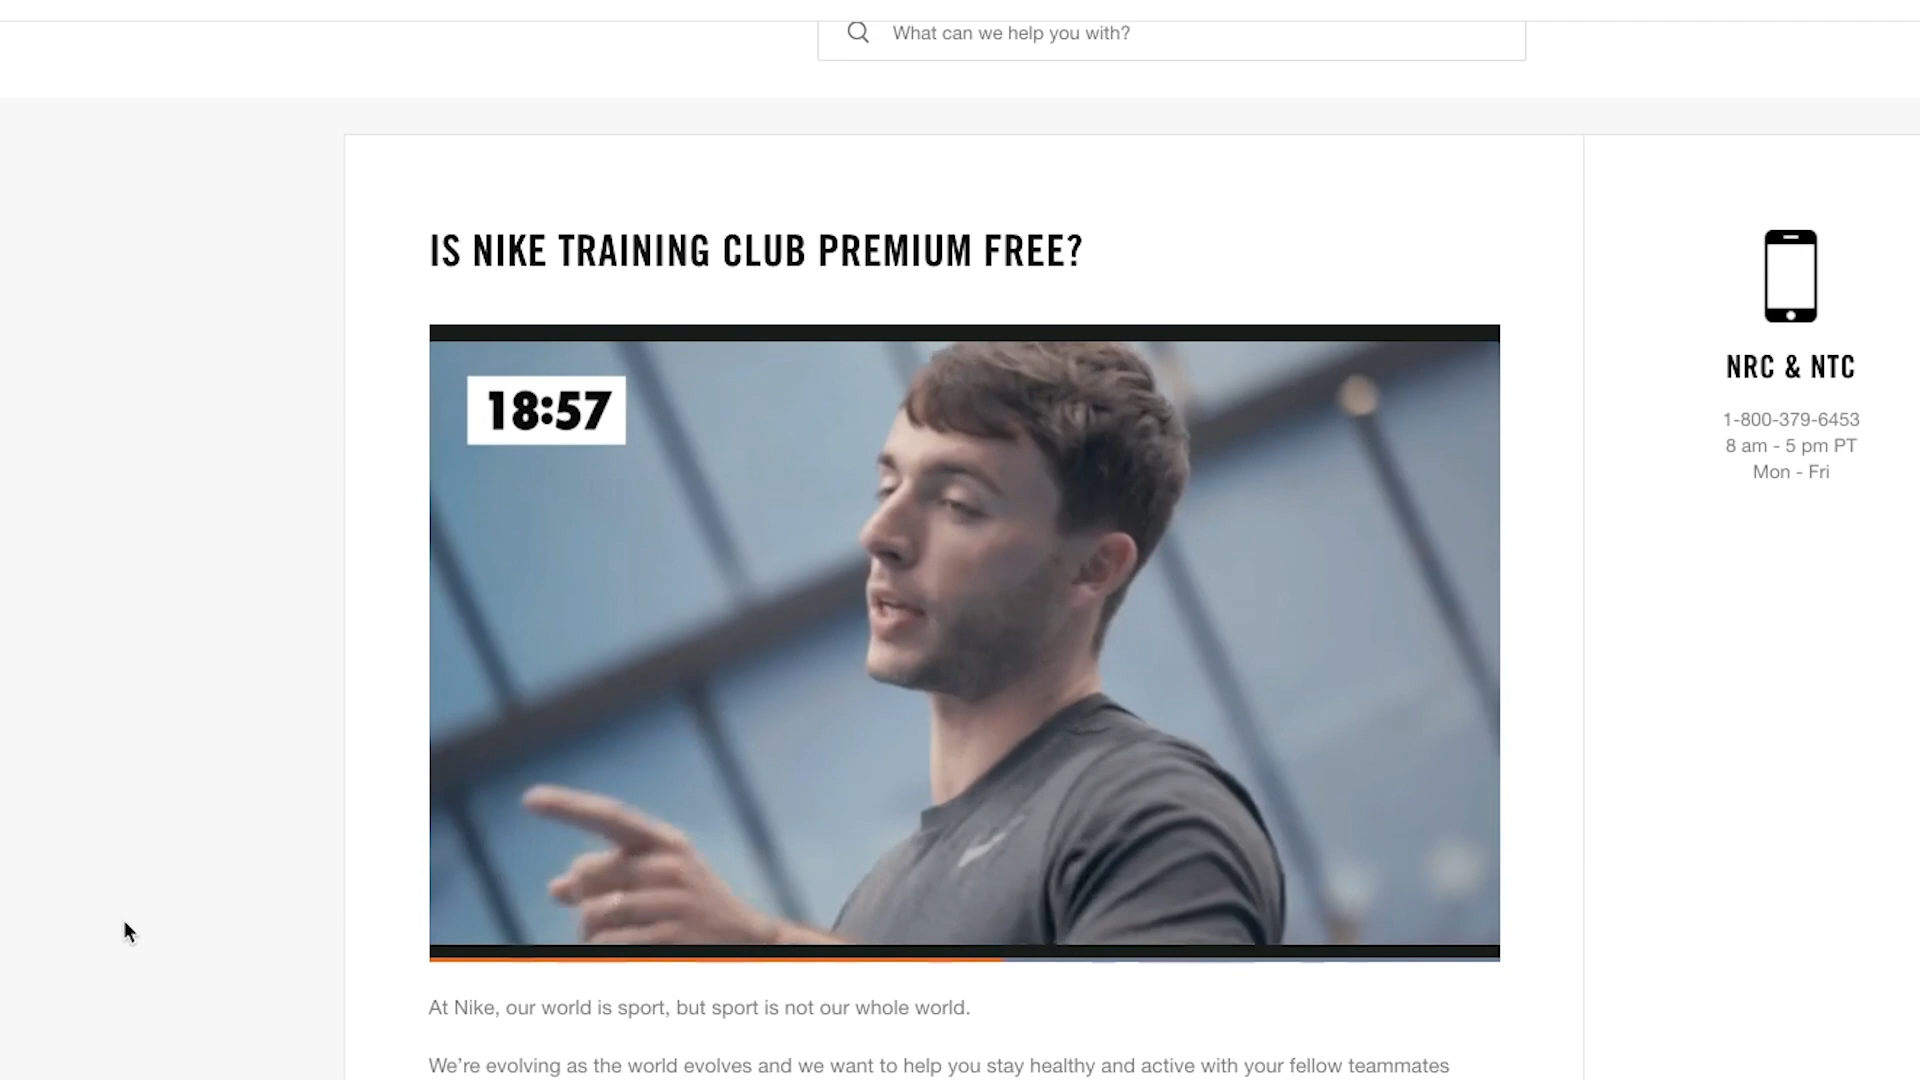 What can we help you with?
IS NIKE TRAINING CLUB PREMIUM FREE?
18:57
NRC & NTC
1-800-379-6453
8 am - 5 pm PT
Mon - Fri
At Nike, our world is sport, but sport is not our whole world.
We’re evolving as the world evolves and we want to help you stay healthy and active with your fellow teammates